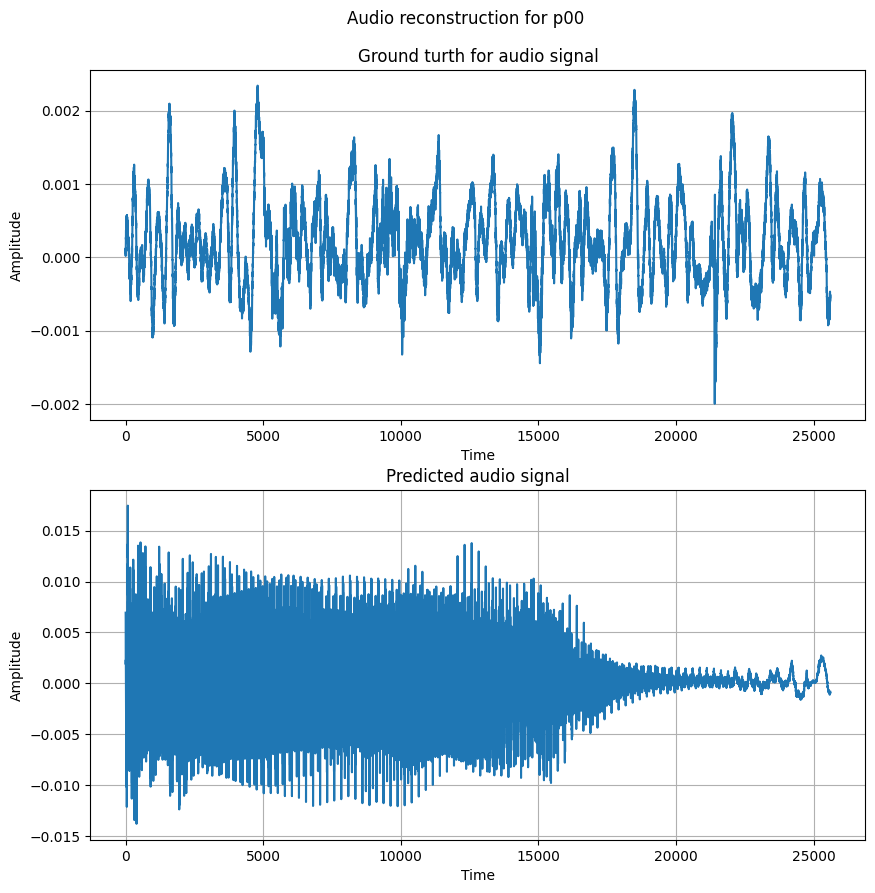 Audio reconstruction for p00
Ground turth for audio signal
Amplitude
0.002
0.001
0.000
−0.001
−0.002
0 5000 10000 15000 20000 25000
Time
Predicted audio signal
Amplitude
0.015
0.010
0.005
0.000
−0.005
−0.010
−0.015
0 5000 10000 15000 20000 25000
Time